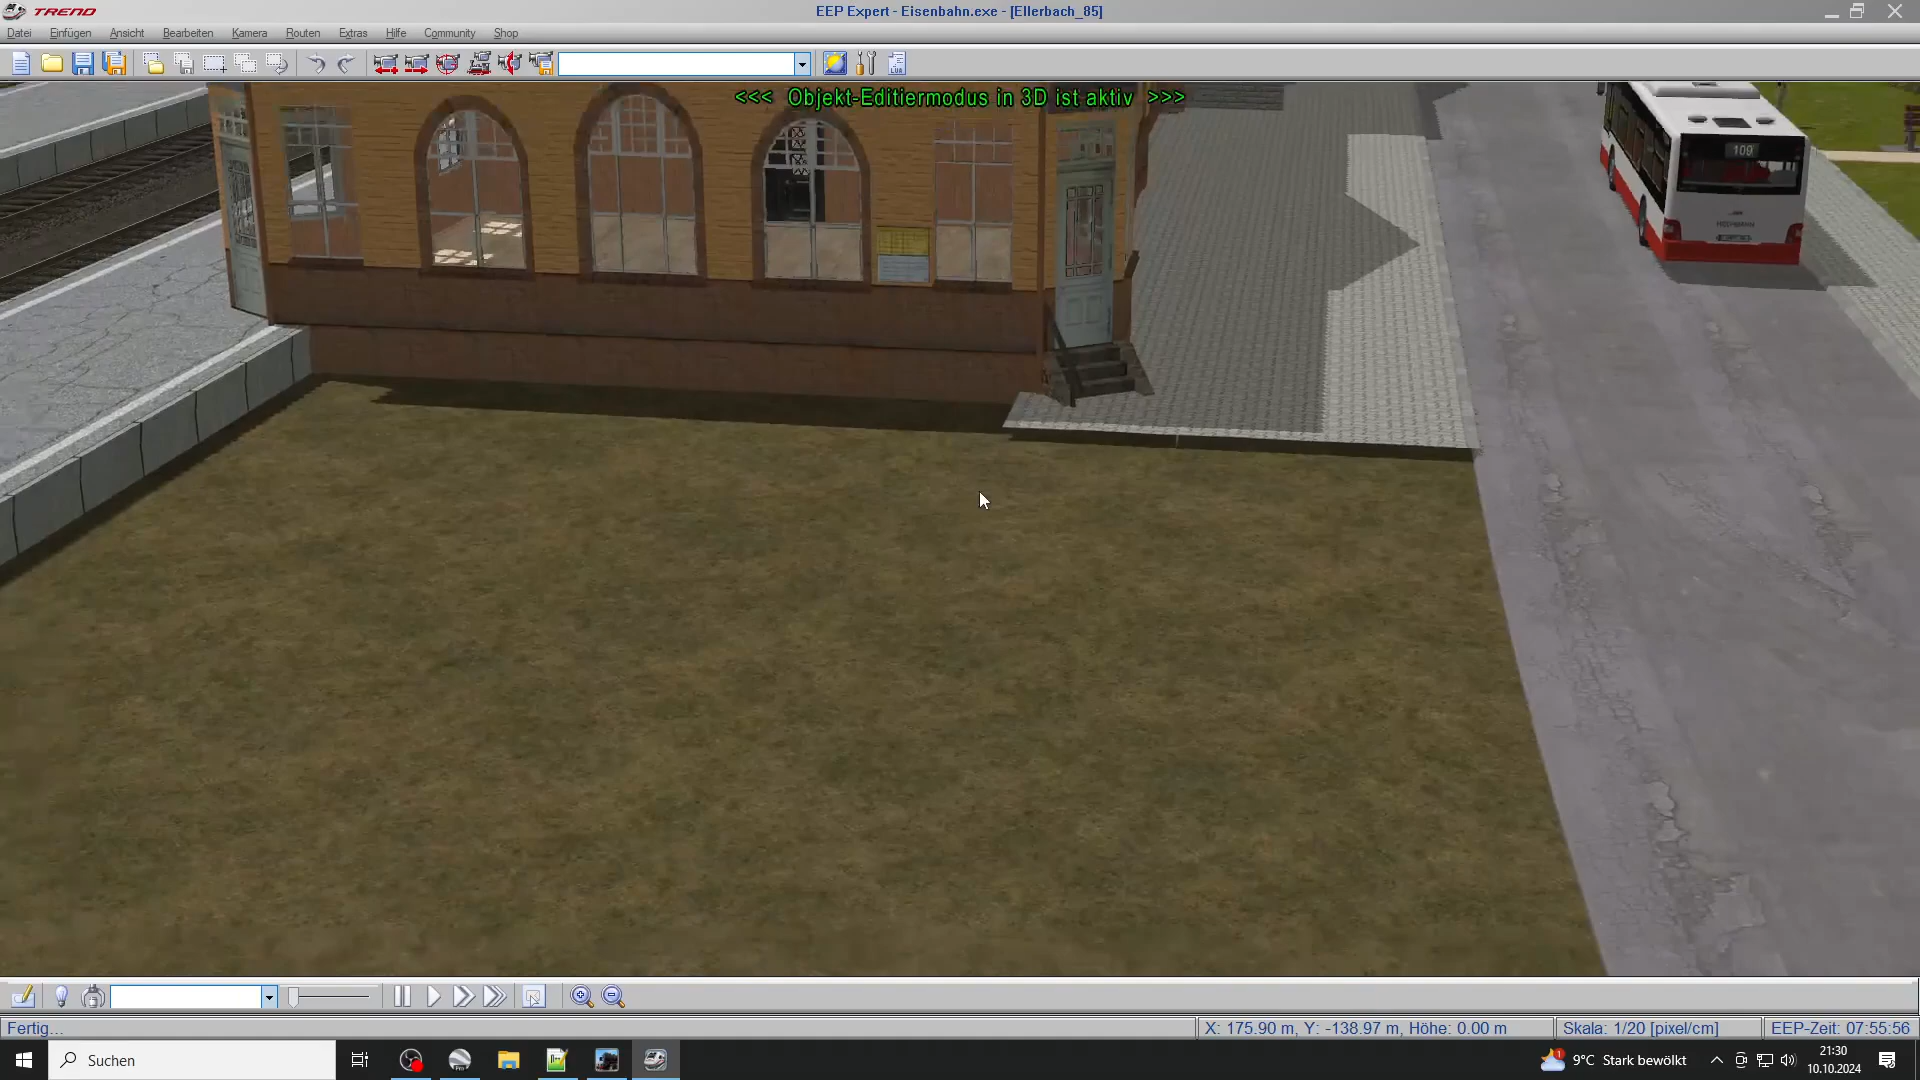 TREND
EEP Expert - Eisenbahn.exe - [Ellerbach_85]
Datei Einfügen Ansicht Bearbeiten Kamera Routen Extras Hilfe Community Shop
<<< Objekt-Editiermodus in 3D ist aktiv >>>
109
Fertig...
X: 175.90 m, Y: -138.97 m, Höhe: 0.00 m
Skala: 1/20 [pixel/cm]
EEP-Zeit: 07:55:56
Suchen
9°C Stark bewölkt
21:30
10.10.2024